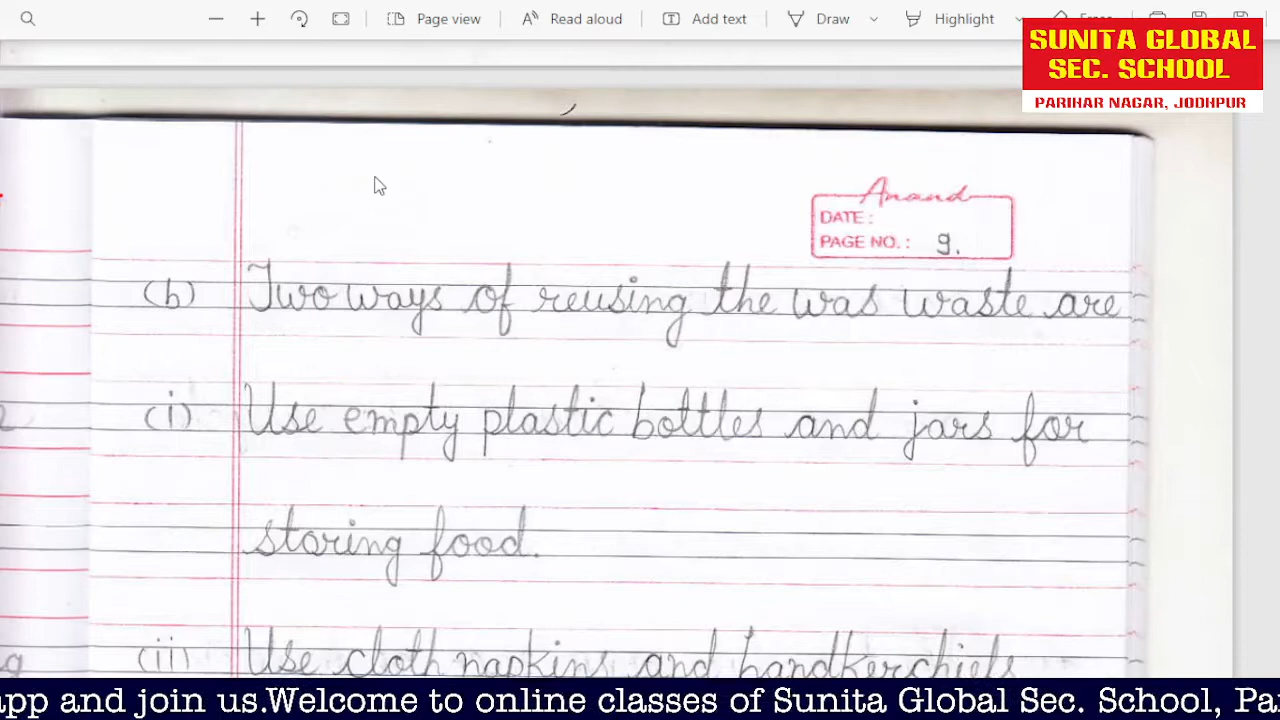 Page view
Read aloud
Add text
Draw
Highlight
SUNITA GLOBAL
SEC. SCHOOL
PARIHAR NAGAR, JODHPUR
Anand
DATE :
PAGE NO. : 9.
(b) Two ways of reusing the was waste are
(i) Use empty plastic bottles and jars for
storing food.
(ii) Use cloth napkins and handkerchiefs
app and join us.Welcome to online classes of Sunita Global Sec. School, Pa